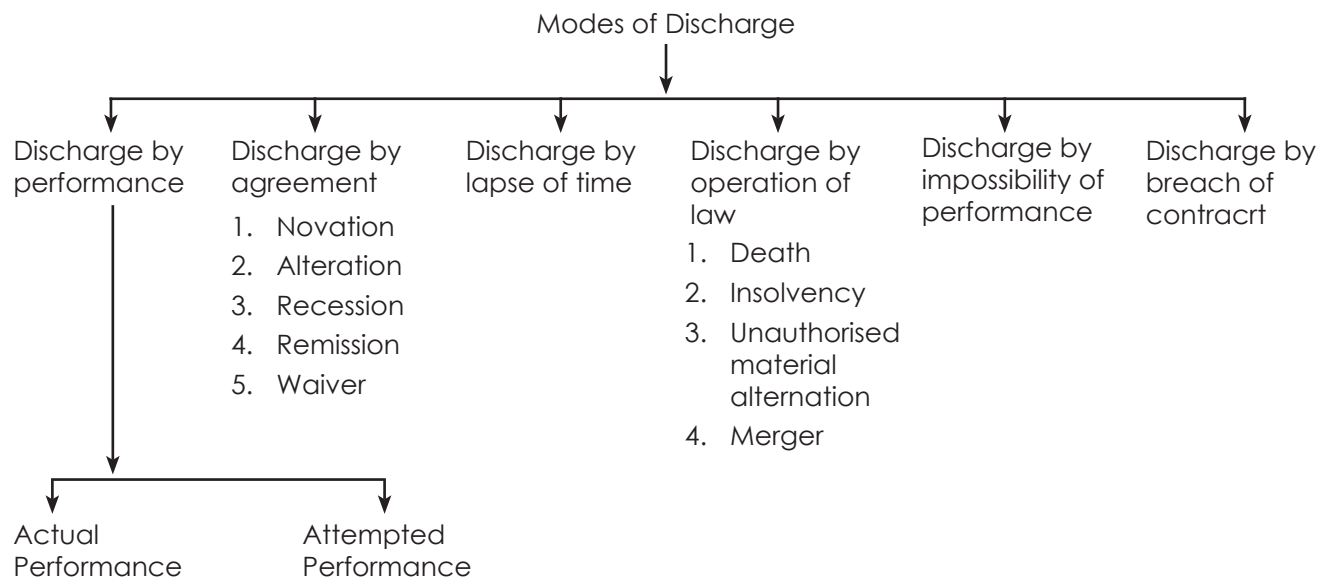 Modes of Discharge
Discharge by
performance
Discharge by
agreement
1. Novation
2. Alteration
3. Recession
4. Remission
5. Waiver
Discharge by
lapse of time
Discharge by
operation of
law
1. Death
2. Insolvency
3. Unauthorised
material
alternation
4. Merger
Discharge by
impossibility of
performance
Discharge by
breach of
contracrt
Actual
Performance
Attempted
Performance